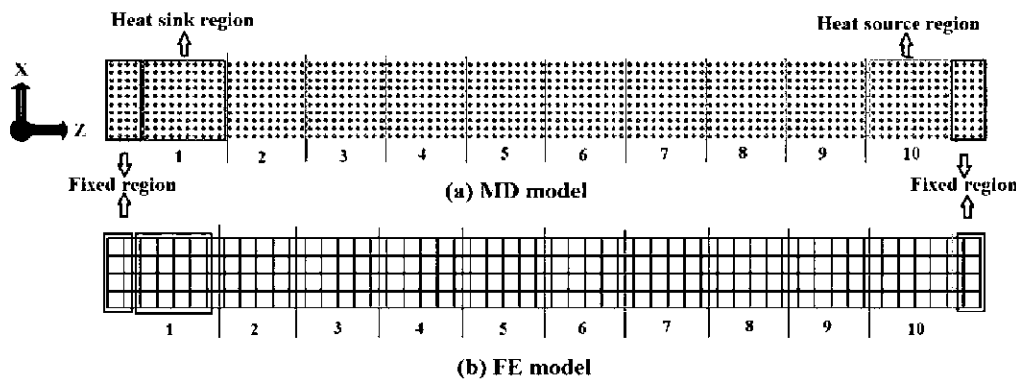 Heat sink region
Heat source region
X
Z
1 2 3 4 5 6 7 8 9 10
Fixed region
Fixed region
(a) MD model
1 2 3 4 5 6 7 8 9 10
(b) FE model